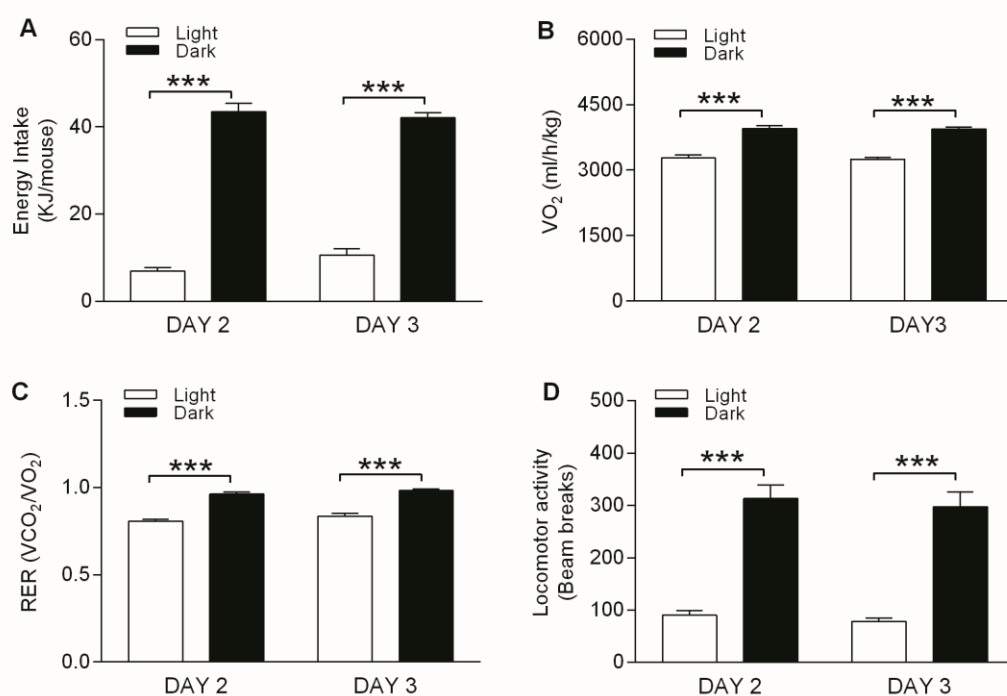 A
Light
Dark
Energy Intake
(KJ/mouse)
60
40
20
0
***
***
DAY 2
DAY 3
B
Light
Dark
VO₂ (ml/h/kg)
6000
4500
3000
1500
0
***
***
DAY 2
DAY3
C
Light
Dark
RER (VCO₂/VO₂)
1.5
1.0
0.5
0.0
***
***
DAY 2
DAY 3
D
Light
Dark
Locomotor activity
(Beam breaks)
500
400
300
200
100
0
***
***
DAY 2
DAY 3